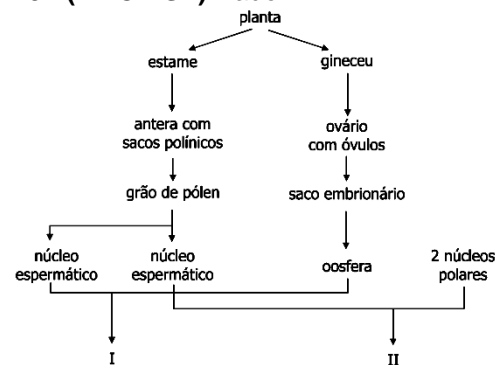 planta
estame
gineceu
antera com
sacos polínicos
ovário
com óvulos
grão de pólen
saco embrionário
núcleo
espermático
núcleo
espermático
oosfera
2 núcleos
polares
I
II